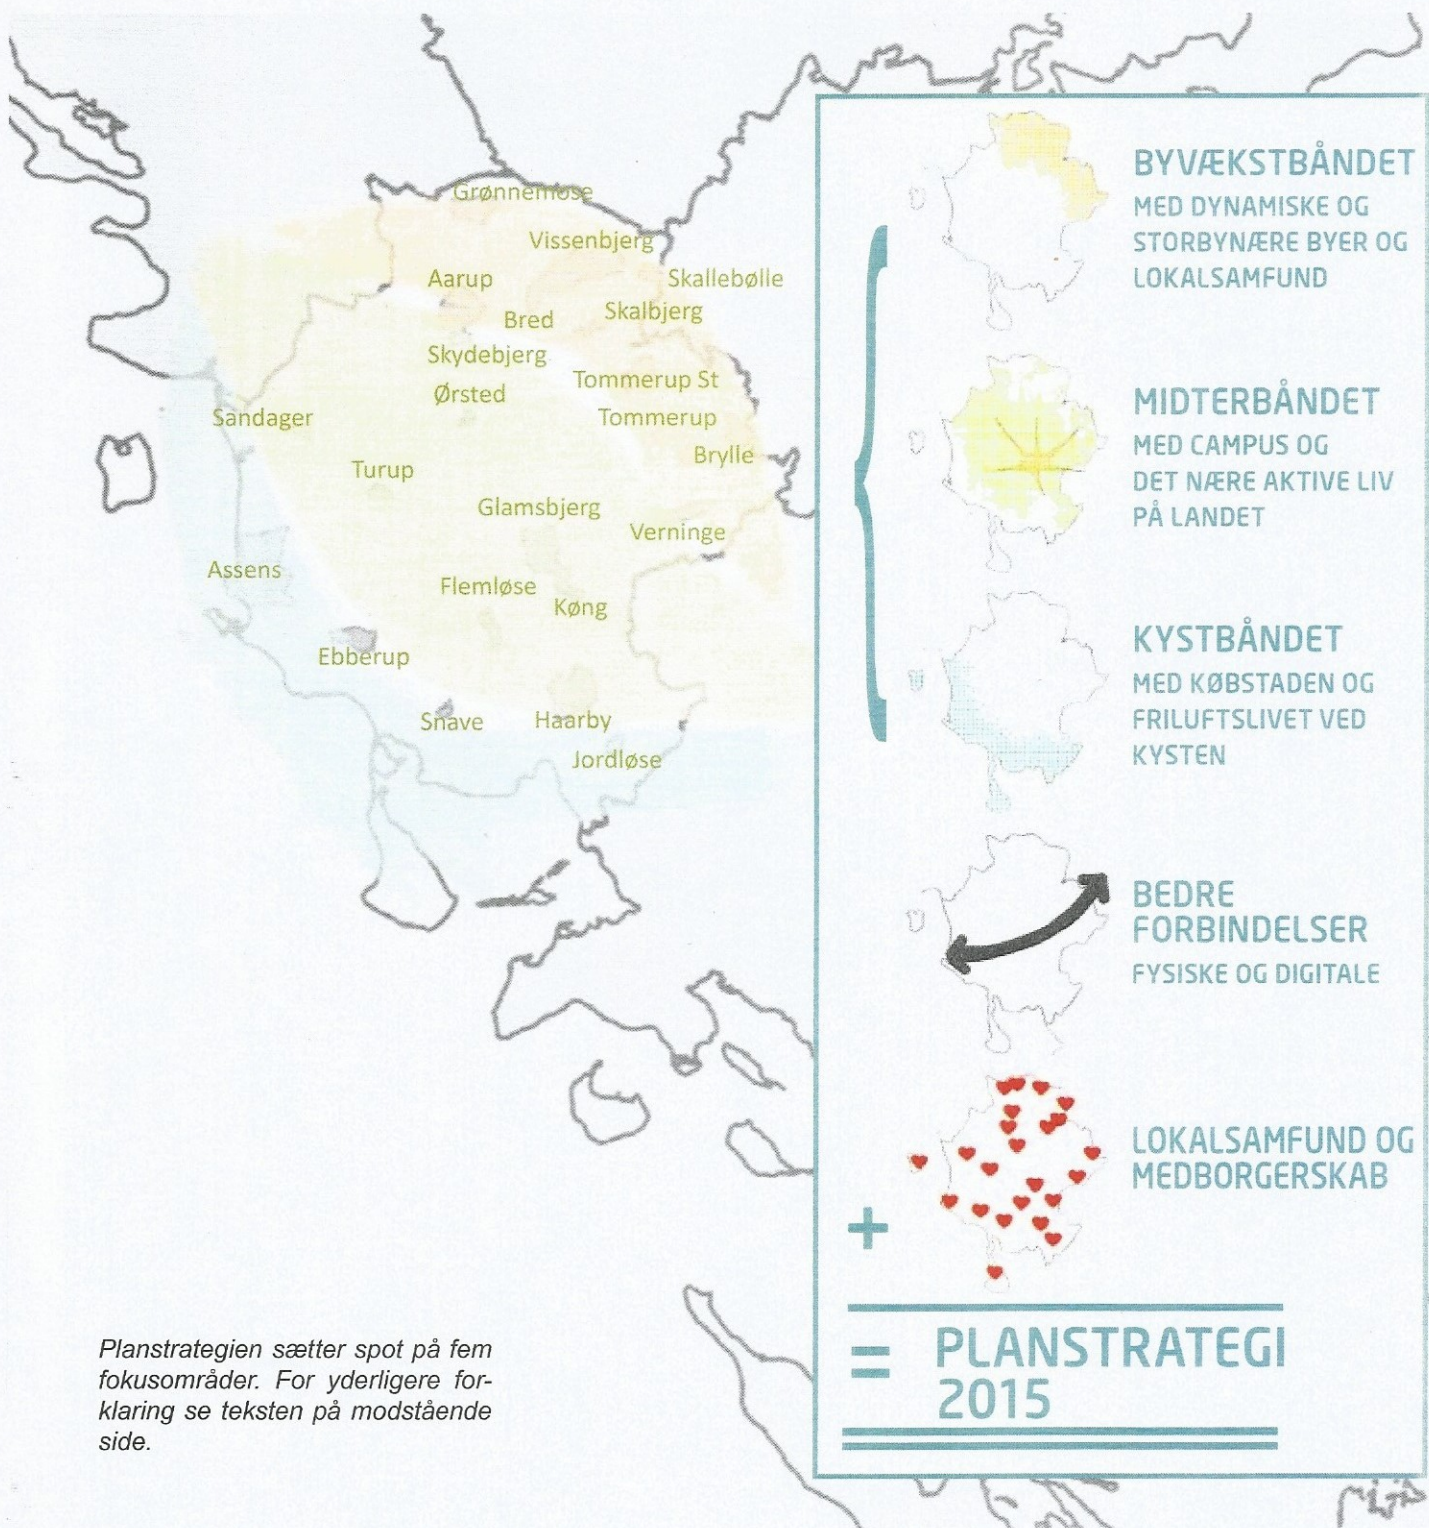 Grønnemose
Vissenbjerg
Aarup
Skallebølle
Bred
Skalbjerg
Skydebjerg
Tommerup St
Ørsted
Sandager
Tommerup
Brylle
Turup
Glamsbjerg
Verninge
Assens
Flemløse
Køng
Ebberup
Snave
Haarby
Jordløse
BYVÆKSTBÅNDET
MED DYNAMISKE OG
STORBYNÆRE BYER OG
LOKALSAMFUND
MIDTERBÅNDET
MED CAMPUS OG
DET NÆRE AKTIVE LIV
PÅ LANDET
KYSTBÅNDET
MED KØBSTADEN OG
FRILUFTSLIVET VED
KYSTEN
BEDRE
FORBINDELSER
FYSISKE OG DIGITALE
LOKALSAMFUND OG
MEDBORGERSKAB
+
= PLANSTRATEGI
2015
Planstrategien sætter spot på fem
fokusområder. For yderligere for-
klaring se teksten på modstående
side.